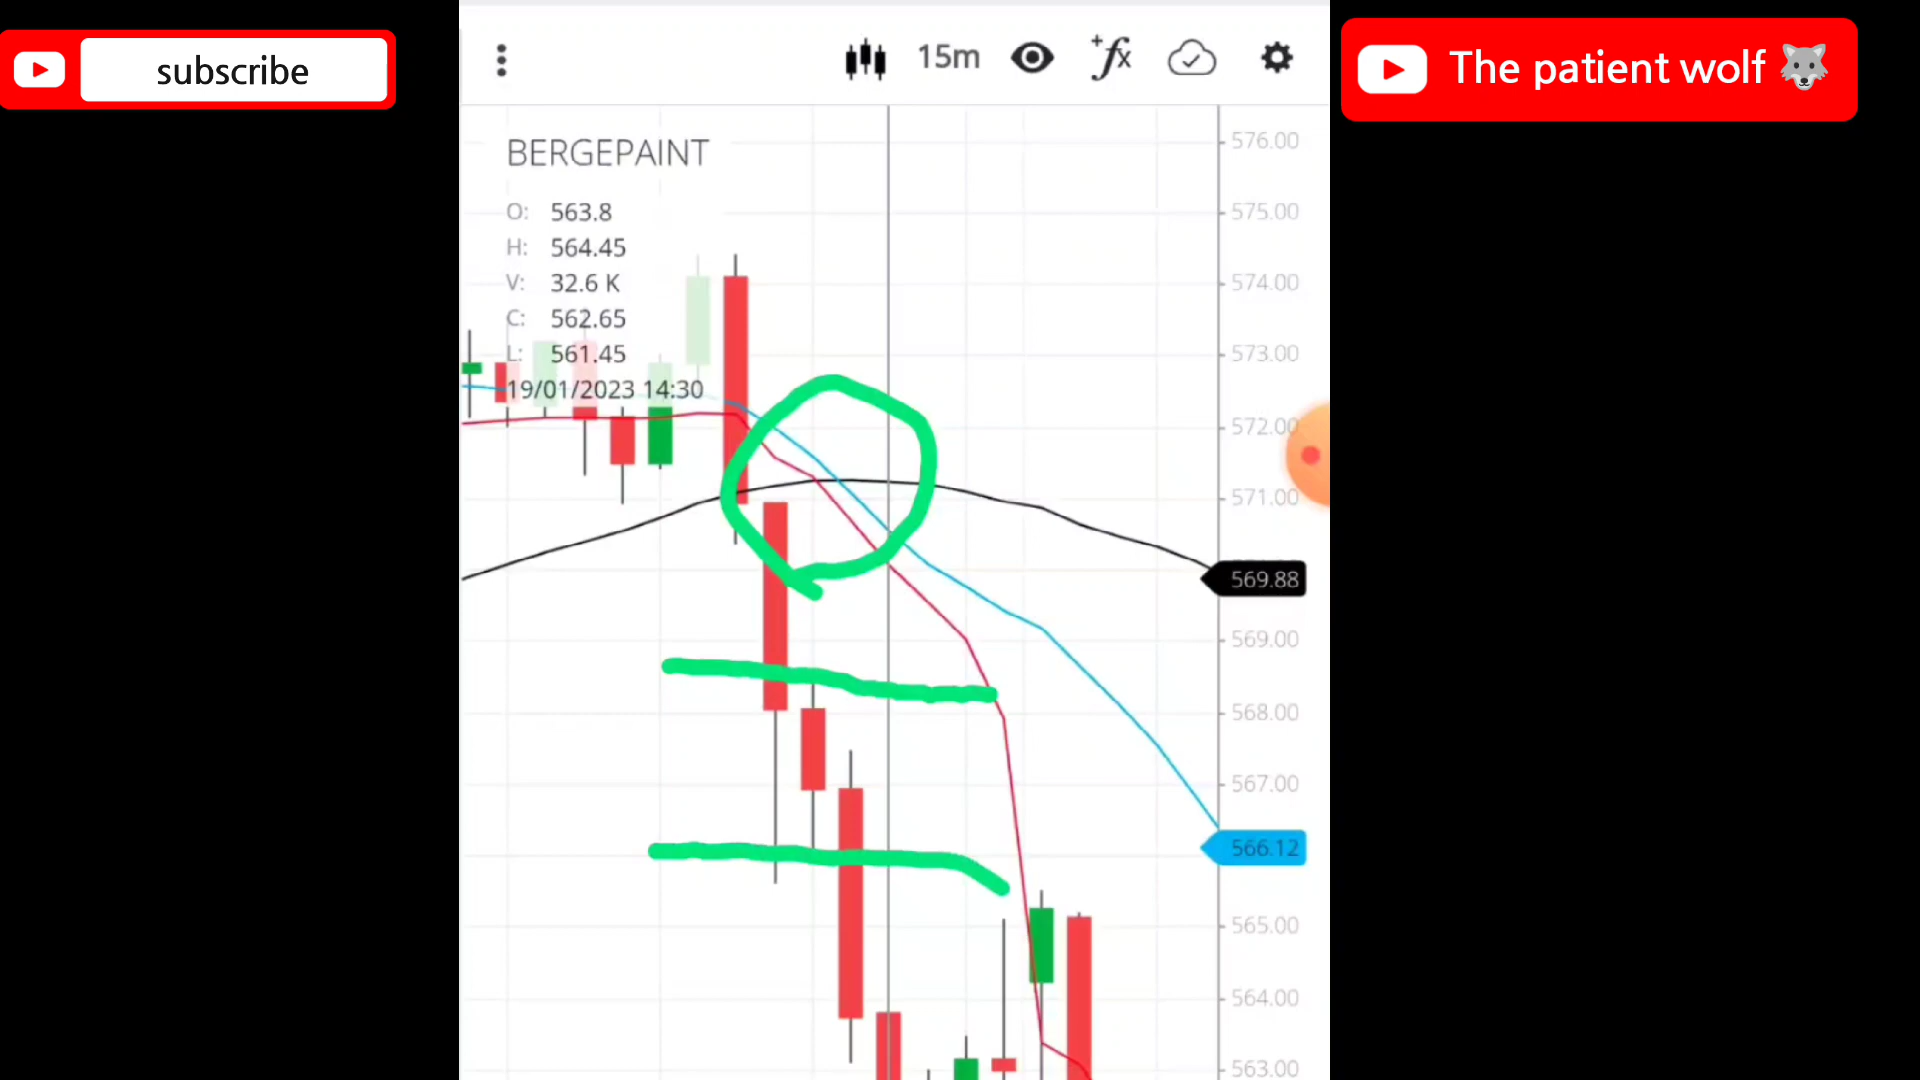 subscribe
15m
fx
The patient wolf
BERGEPAINT
O: 563.8
H: 564.45
V: 32.6 K
C: 562.65
L: 561.45
19/01/2023 14:30
576.00
575.00
574.00
573.00
572.00
571.00
569.88
569.00
568.00
567.00
566.12
565.00
564.00
563.00